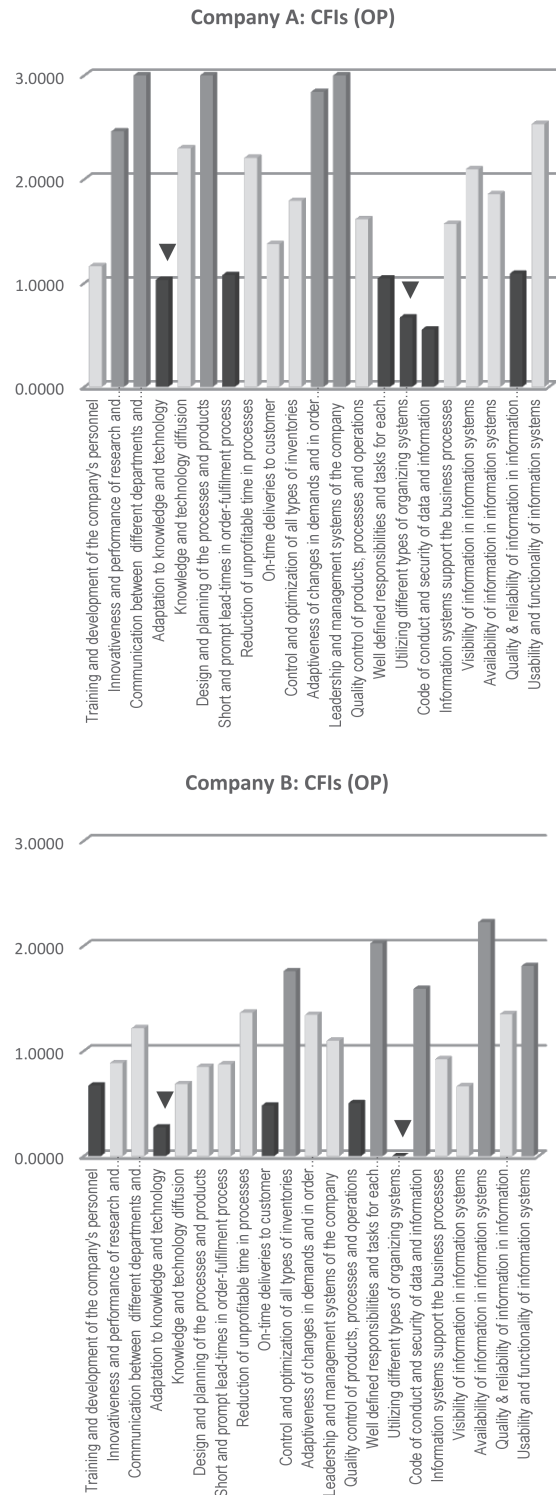 Company A: CFIs (OP)
3.0000
2.0000
1.0000
0.0000
Training and development of the company's personnel
Innovativeness and performance of research and…
Communication between  different departments and…
Adaptation to knowledge and technology
Knowledge and technology diffusion
Design and planning of the processes and products
Short and prompt lead-times in order-fulfilment process
Reduction of unprofitable time in processes
On-time deliveries to customer
Control and optimization of all types of inventories
Adaptiveness of changes in demands and in order…
Leadership and management systems of the company
Quality control of products, processes and operations
Well defined responsibilities and tasks for each…
Utilizing different types of organizing systems…
Code of conduct and security of data and information
Information systems support the business processes
Visibility of information in information systems
Availability of information in information systems
Quality & reliability of information in information…
Usability and functionality of information systems
Company B: CFIs (OP)
3.0000
2.0000
1.0000
0.0000
Training and development of the company's personnel
Innovativeness and performance of research and…
Communication between  different departments and…
Adaptation to knowledge and technology
Knowledge and technology diffusion
Design and planning of the processes and products
Short and prompt lead-times in order-fulfilment process
Reduction of unprofitable time in processes
On-time deliveries to customer
Control and optimization of all types of inventories
Adaptiveness of changes in demands and in order…
Leadership and management systems of the company
Quality control of products, processes and operations
Well defined responsibilities and tasks for each…
Utilizing different types of organizing systems…
Code of conduct and security of data and information
Information systems support the business processes
Visibility of information in information systems
Availability of information in information systems
Quality & reliability of information in information…
Usability and functionality of information systems